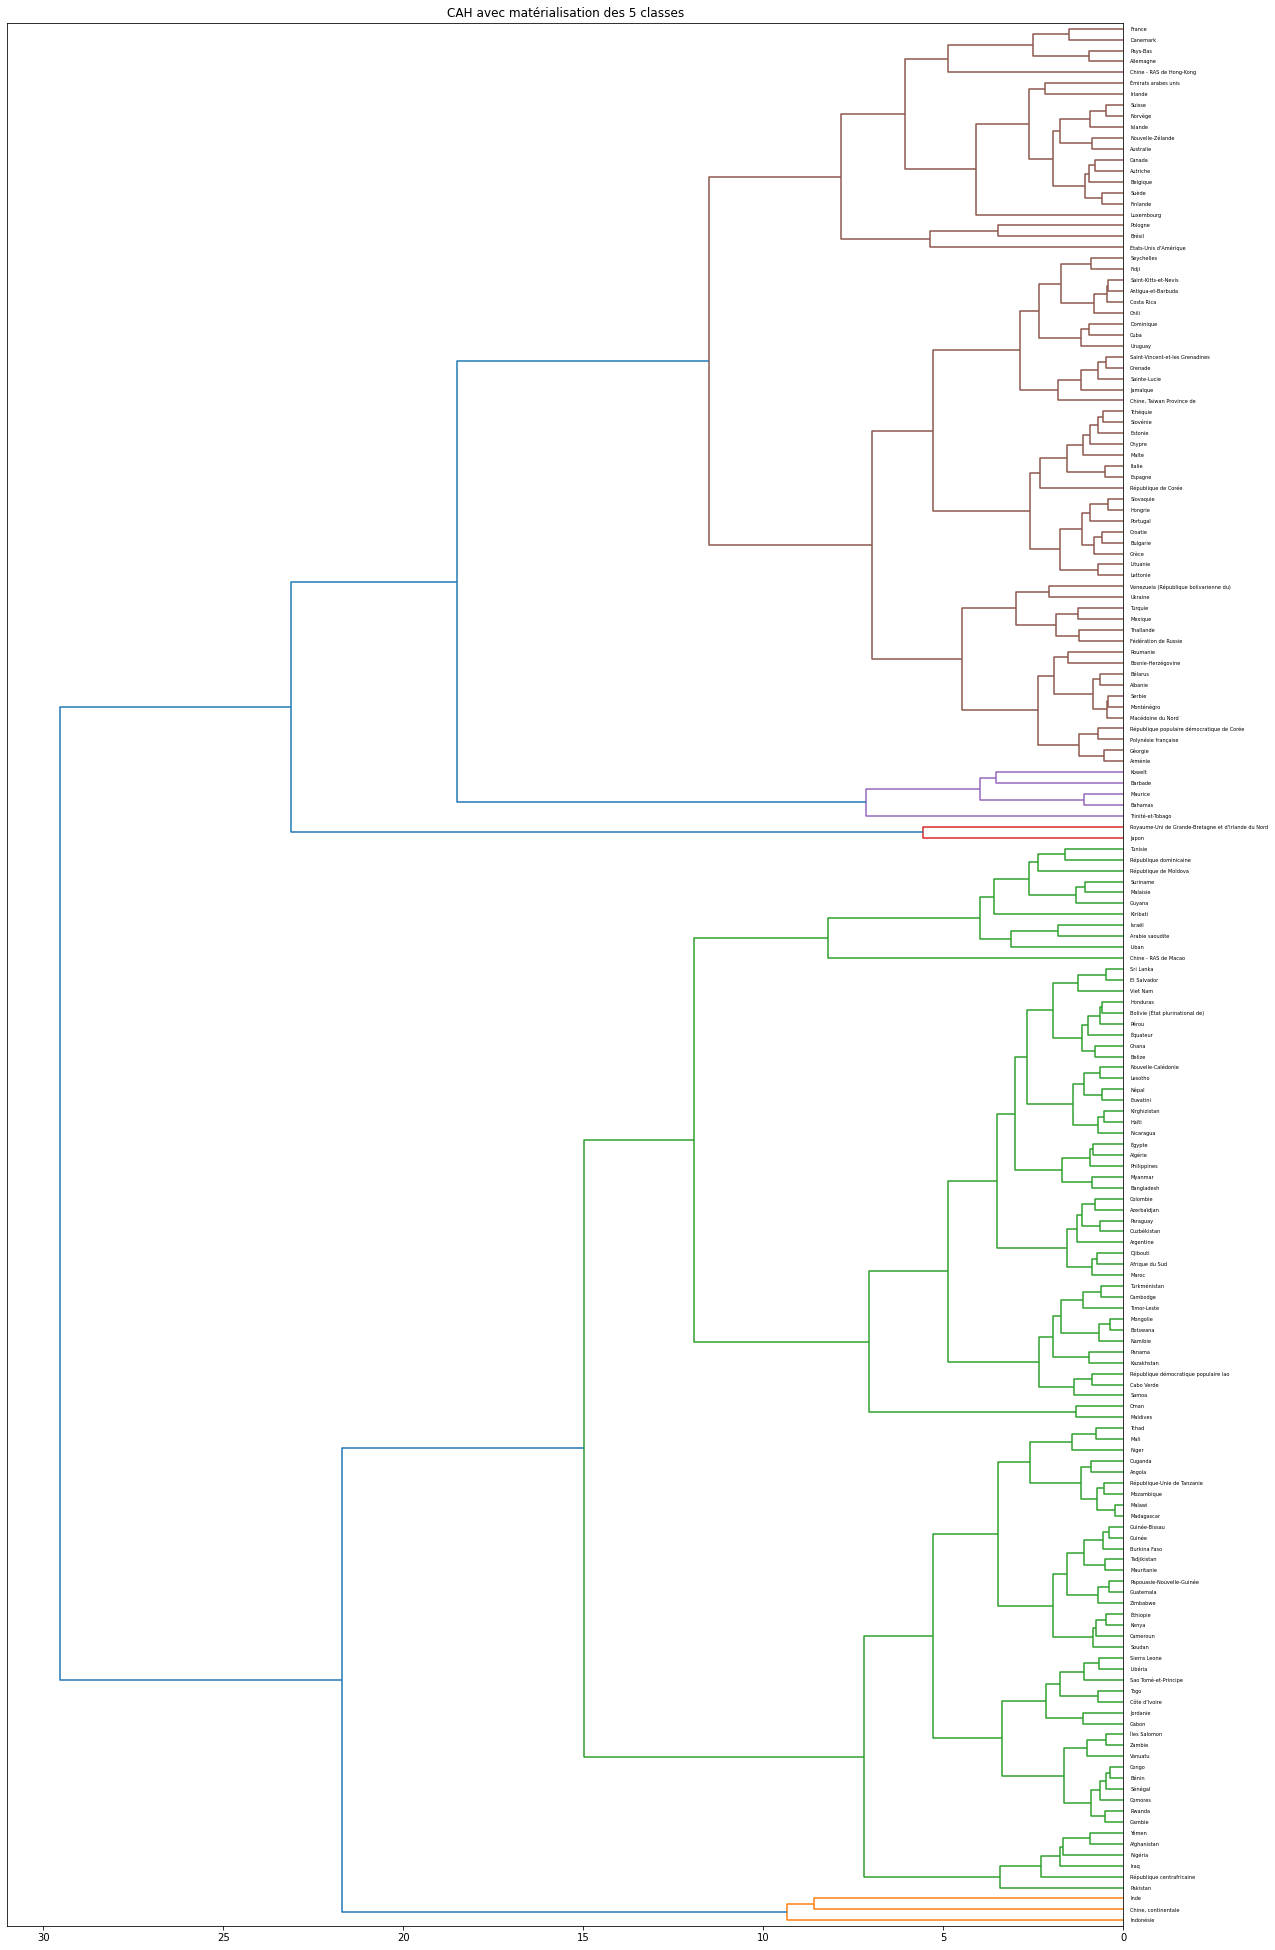 CAH avec matérialisation des 5 classes
France
Danemark
Pays-Bas
Allemagne
Chine - RAS de Hong-Kong
Émirats arabes unis
Irlande
Suisse
Norvège
Islande
Nouvelle-Zélande
Australie
Canada
Autriche
Belgique
Suède
Finlande
Luxembourg
Pologne
Brésil
États-Unis d'Amérique
Seychelles
Fidji
Saint-Kitts-et-Nevis
Antigua-et-Barbuda
Costa Rica
Chili
Dominique
Cuba
Uruguay
Saint-Vincent-et-les Grenadines
Grenade
Sainte-Lucie
Jamaïque
Chine, Taiwan Province de
Tchéquie
Slovénie
Estonie
Chypre
Malte
Italie
Espagne
République de Corée
Slovaquie
Hongrie
Portugal
Croatie
Bulgarie
Grèce
Lituanie
Lettonie
Venezuela (République bolivarienne du)
Ukraine
Turquie
Mexique
Thaïlande
Fédération de Russie
Roumanie
Bosnie-Herzégovine
Bélarus
Albanie
Serbie
Monténégro
Macédoine du Nord
République populaire démocratique de Corée
Polynésie française
Géorgie
Arménie
Koweït
Barbade
Maurice
Bahamas
Trinité-et-Tobago
Royaume-Uni de Grande-Bretagne et d'Irlande du Nord
Japon
Tunisie
République dominicaine
République de Moldova
Suriname
Malaisie
Guyana
Kiribati
Israël
Arabie saoudite
Liban
Chine - RAS de Macao
Sri Lanka
El Salvador
Viet Nam
Honduras
Bolivie (État plurinational de)
Pérou
Équateur
Ghana
Belize
Nouvelle-Calédonie
Lesotho
Népal
Eswatini
Kirghizistan
Haïti
Nicaragua
Égypte
Algérie
Philippines
Myanmar
Bangladesh
Colombie
Azerbaïdjan
Paraguay
Ouzbékistan
Argentine
Djibouti
Afrique du Sud
Maroc
Turkménistan
Cambodge
Timor-Leste
Mongolie
Botswana
Namibie
Panama
Kazakhstan
République démocratique populaire lao
Cabo Verde
Samoa
Oman
Maldives
Tchad
Mali
Niger
Ouganda
Angola
République-Unie de Tanzanie
Mozambique
Malawi
Madagascar
Guinée-Bissau
Guinée
Burkina Faso
Tadjikistan
Mauritanie
Papouasie-Nouvelle-Guinée
Guatemala
Zimbabwe
Éthiopie
Kenya
Cameroun
Soudan
Sierra Leone
Libéria
Sao Tomé-et-Principe
Togo
Côte d'Ivoire
Jordanie
Gabon
Îles Salomon
Zambie
Vanuatu
Congo
Bénin
Sénégal
Comores
Rwanda
Gambie
Yémen
Afghanistan
Nigéria
Iraq
République centrafricaine
Pakistan
Inde
Chine, continentale
Indonésie
30 25 20 15 10 5 0